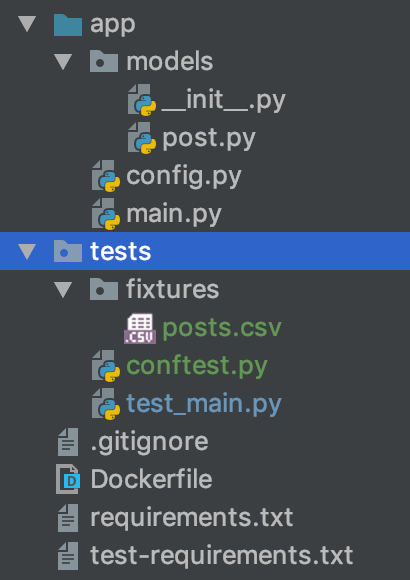 app
models
__init__.py
post.py
config.py
main.py
tests
fixtures
.CSV posts.csv
conftest.py
test_main.py
.gitignore
D Dockerfile
requirements.txt
test-requirements.txt